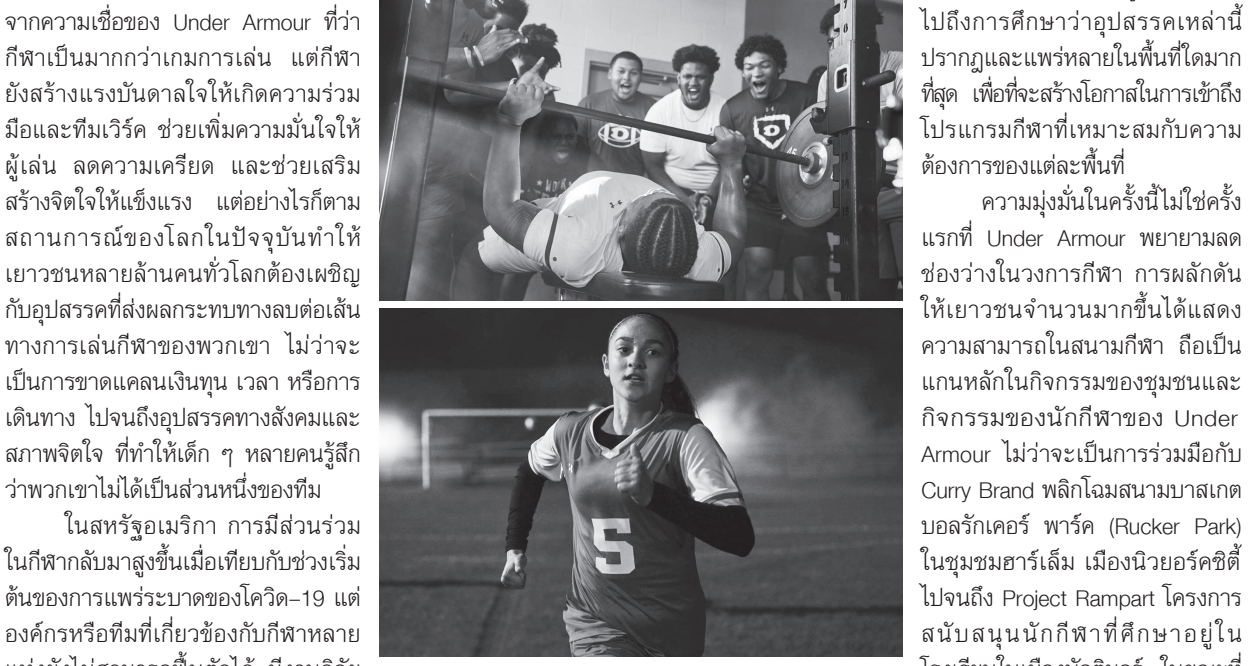 จากความเชื่อของ Under Armour ที่ว่า
กีฬาเป็นมากกว่าเกมการเล่น แต่กีฬา
ยังสร้างแรงบันดาลใจให้เกิดความร่วม
มือและทีมเวิร์ค ช่วยเพิ่มความมั่นใจให้
ผู้เล่น ลดความเครียด และช่วยเสริม
สร้างจิตใจให้แข็งแรง แต่อย่างไรก็ตาม
สถานการณ์ของโลกในปัจจุบันทำให้
เยาวชนหลายล้านคนทั่วโลกต้องเผชิญ
กับอุปสรรคที่ส่งผลกระทบทางลบต่อเส้น
ทางการเล่นกีฬาของพวกเขา ไม่ว่าจะ
เป็นการขาดแคลนเงินทุน เวลา หรือการ
เดินทาง ไปจนถึงอุปสรรคทางสังคมและ
สภาพจิตใจ ที่ทำให้เด็ก ๆ หลายคนรู้สึก
ว่าพวกเขาไม่ได้เป็นส่วนหนึ่งของทีม
ในสหรัฐอเมริกา การมีส่วนร่วม
ในกีฬากลับมาสูงขึ้นเมื่อเทียบกับช่วงเริ่ม
ต้นของการแพร่ระบาดของโควิด-19 แต่
องค์กรหรือทีมที่เกี่ยวข้องกับกีฬาหลาย
5
ไปถึงการศึกษาว่าอุปสรรคเหล่านี้
ปรากฎและแพร่หลายในพื้นที่ใดมาก
ที่สุด เพื่อที่จะสร้างโอกาสในการเข้าถึง
โปรแกรมกีฬาที่เหมาะสมกับความ
ต้องการของแต่ละพื้นที่
ความมุ่งมั่นในครั้งนี้ไม่ใช่ครั้ง
แรกที่ Under Armour พยายามลด
ช่องว่างในวงการกีฬา การผลักดัน
ให้เยาวชนจำนวนมากขึ้นได้แสดง
ความสามารถในสนามกีฬา ถือเป็น
แกนหลักในกิจกรรมของชุมชนและ
กิจกรรมของนักกีฬาของ Under
Armour ไม่ว่าจะเป็นการร่วมมือกับ
Curry Brand พลิกโฉมสนามบาสเกต
บอลรักเคอร์ พาร์ค (Rucker Park)
ในชุมชมฮาร์เล็ม เมืองนิวยอร์คซิตี้
ไปจนถึง Project Rampart โครงการ
สนับสนุนนักกีฬาที่ศึกษาอยู่ใน